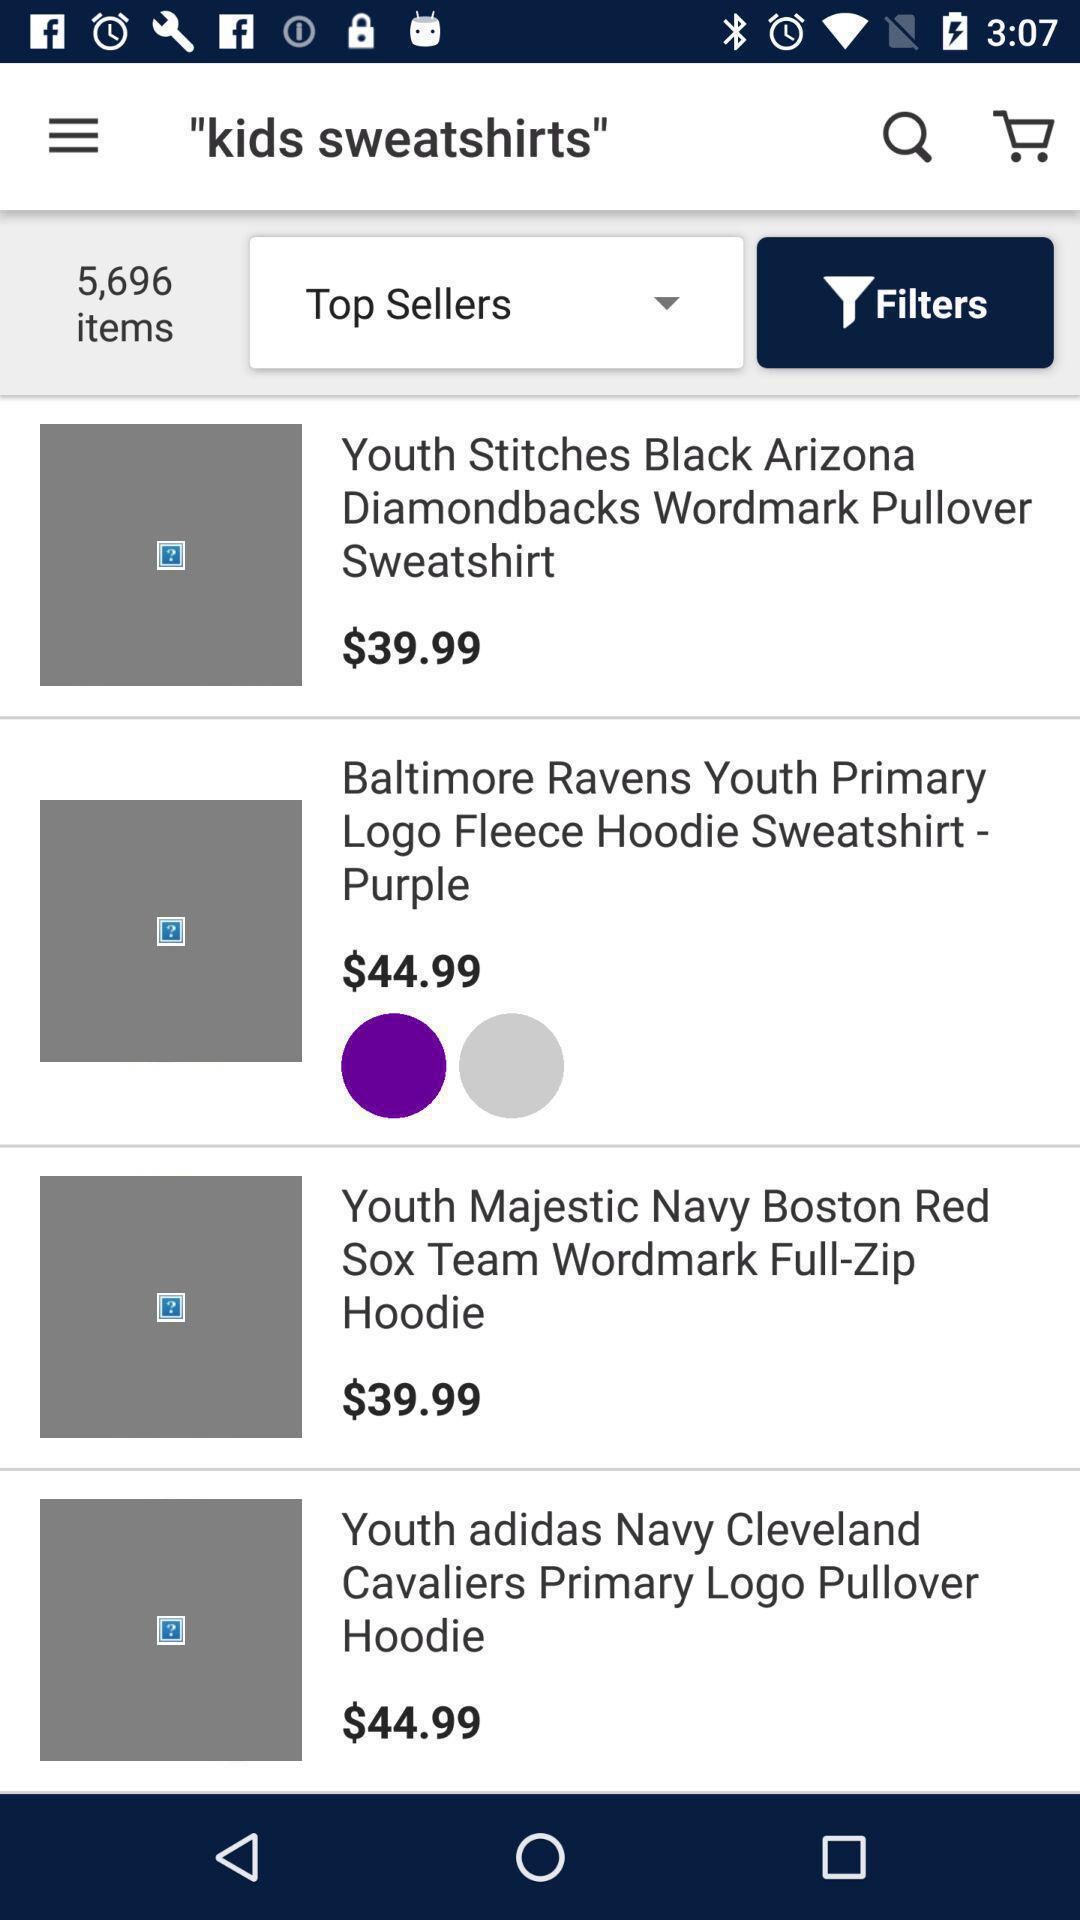 3:07
"kids sweatshirts"
5,696
items
Top Sellers
Filters
Youth Stitches Black Arizona
Diamondbacks Wordmark Pullover
Sweatshirt
$39.99
Baltimore Ravens Youth Primary
Logo Fleece Hoodie Sweatshirt -
Purple
$44.99
Youth Majestic Navy Boston Red
Sox Team Wordmark Full-Zip
Hoodie
$39.99
Youth adidas Navy Cleveland
Cavaliers Primary Logo Pullover
Hoodie
$44.99